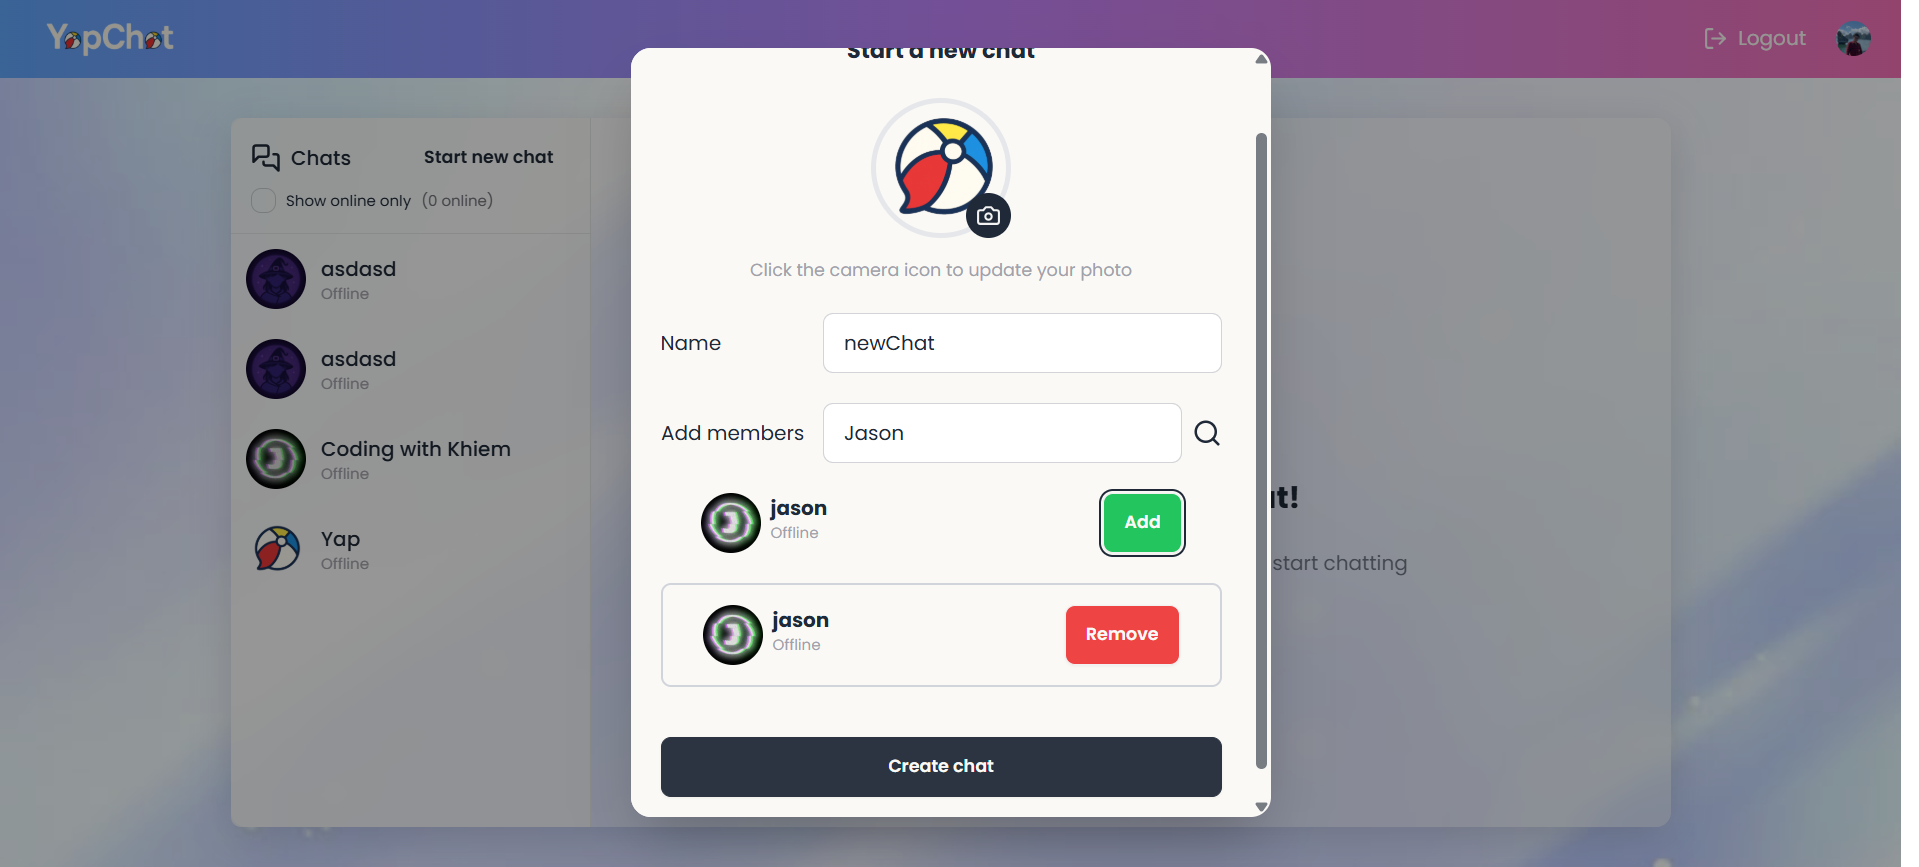 YapChat
Logout
Chats
Start new chat
Show online only (0 online)
asdasd
Offline
asdasd
Offline
Coding with Khiem
Offline
Yap
Offline
Start a new chat
Click the camera icon to update your photo
Name
newChat
Add members
Jason
jason
Offline
Add
jason
Offline
Remove
Create chat
at!
start chatting